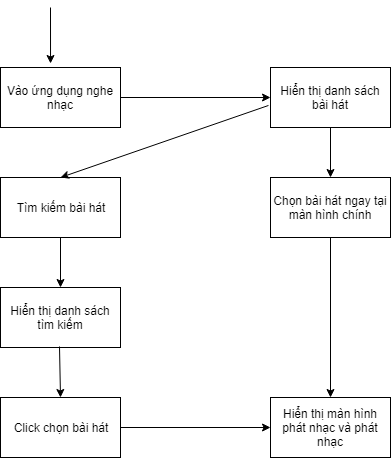 Vào ứng dụng nghe
nhạc
Hiển thị danh sách
bài hát
Tìm kiếm bài hát
Chọn bài hát ngay tại
màn hình chính
Hiển thị danh sách
tìm kiếm
Click chọn bài hát
Hiển thị màn hình
phát nhạc và phát
nhạc